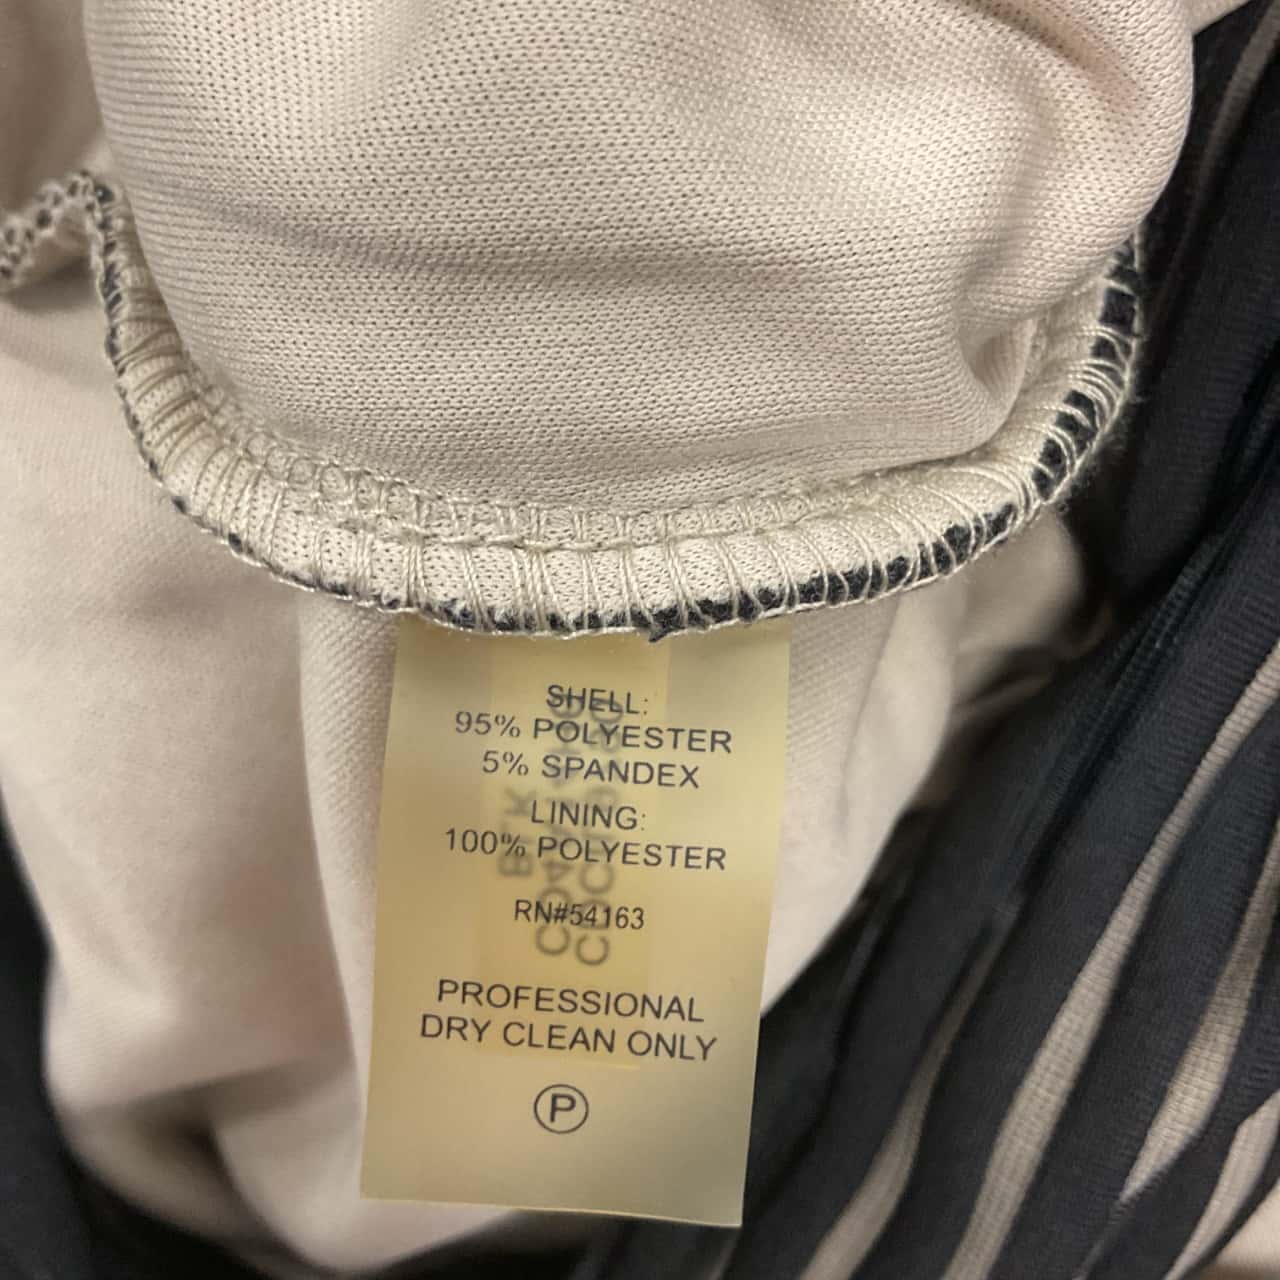 SHELL:
95% POLYESTER
5% SPANDEX
LINING:
100% POLYESTER
RN#54163
PROFESSIONAL
DRY CLEAN ONLY
P